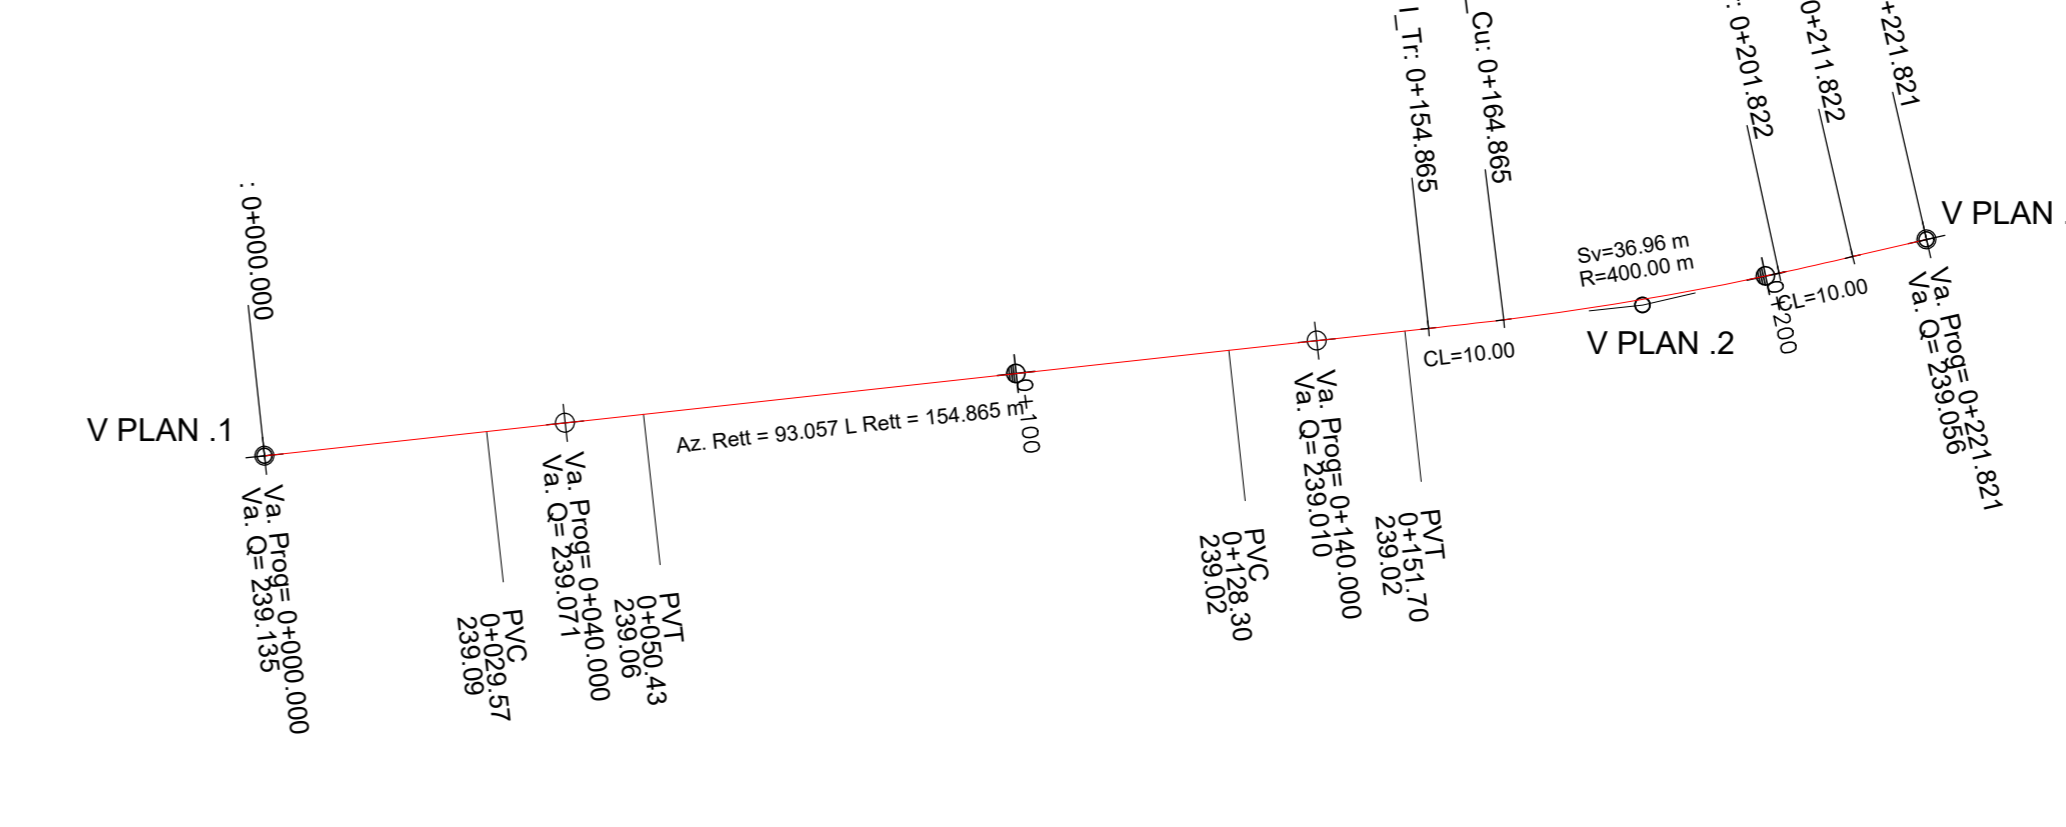 : 0+000.000
I_Tr: 0+154.865
_Cu: 0+164.865
: 0+201.822
0+211.822
+221.821
V PLAN .1
Va. Prog= 0+000.000
Va. Q= 239.135
PVC
0+029.57
239.09
Va. Prog= 0+040.000
Va. Q= 239.071
PVT
0+050.43
239.06
Az. Rett = 93.057 L Rett = 154.865 m
0+100
PVC
0+128.30
239.02
Va. Prog= 0+140.000
Va. Q= 239.010
PVT
0+151.70
239.02
CL=10.00
Sv=36.96 m
R=400.00 m
V PLAN .2
0+200
CL=10.00
V PLAN .
Va. Prog= 0+221.821
Va. Q= 239.056